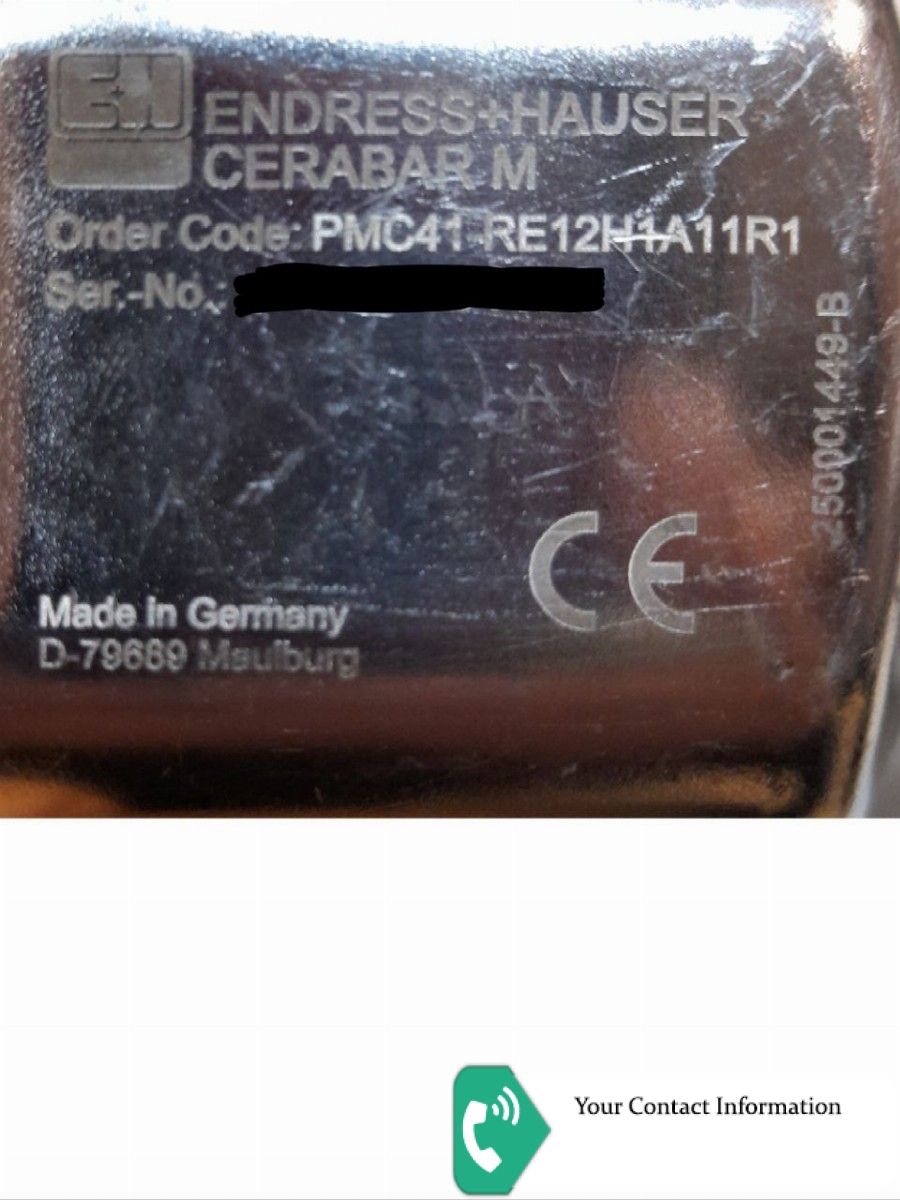 E+H
ENDRESS+HAUSER
CERABAR M
Order Code: PMC41-RE12H1A11R1
Ser.-No.:
250001449-B
CE
Made in Germany
D-79689 Maulburg
Your Contact Information